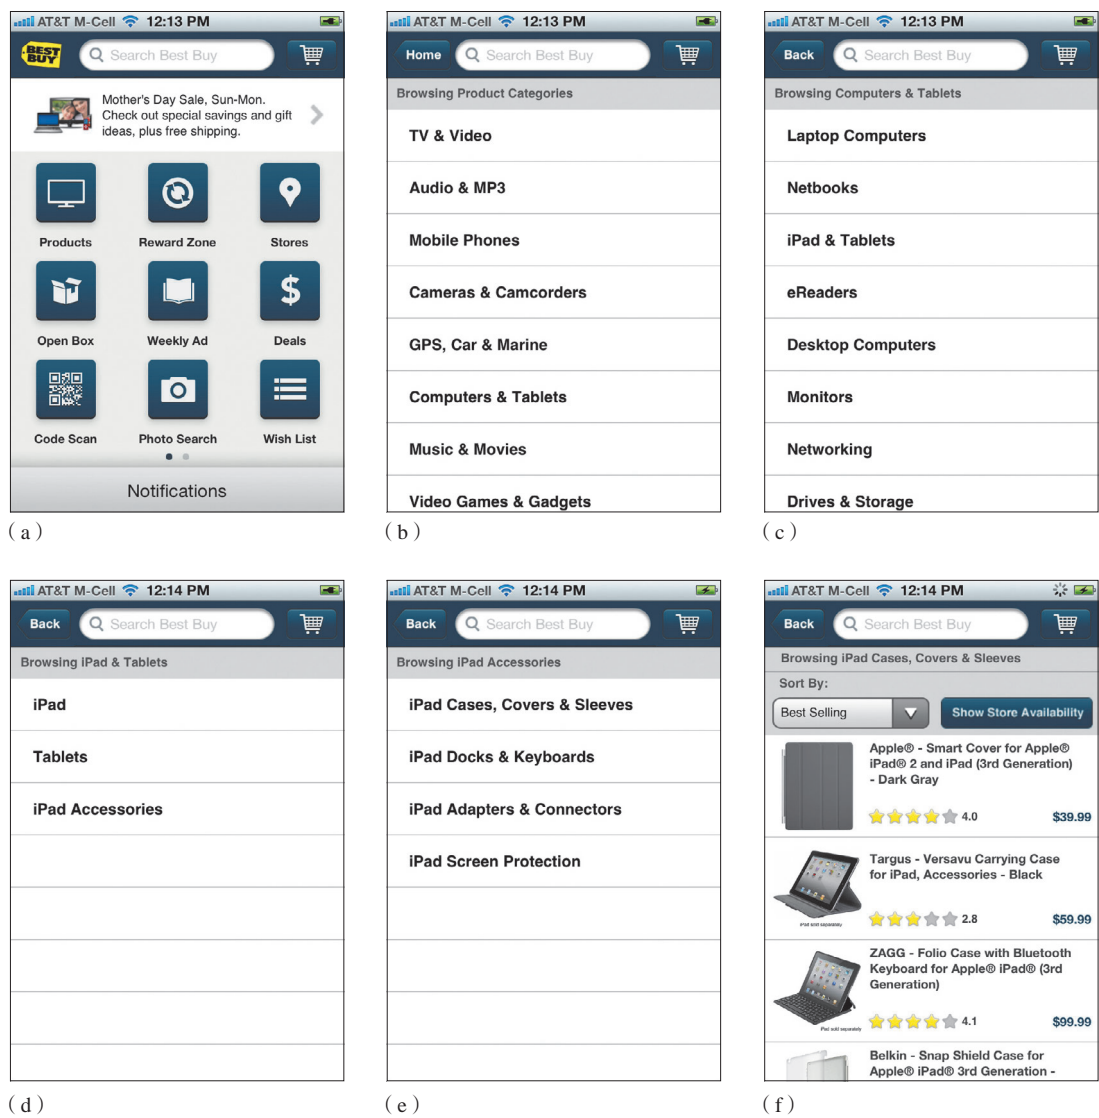 AT&T M-Cell 12:13 PM
BEST BUY
Search Best Buy
Mother's Day Sale, Sun-Mon.
Check out special savings and gift
ideas, plus free shipping.
Products Reward Zone Stores
Open Box Weekly Ad Deals
$
Code Scan Photo Search Wish List
Notifications
(a)
AT&T M-Cell 12:13 PM
Home Search Best Buy
Browsing Product Categories
TV & Video
Audio & MP3
Mobile Phones
Cameras & Camcorders
GPS, Car & Marine
Computers & Tablets
Music & Movies
Video Games & Gadgets
(b)
AT&T M-Cell 12:13 PM
Back Search Best Buy
Browsing Computers & Tablets
Laptop Computers
Netbooks
iPad & Tablets
eReaders
Desktop Computers
Monitors
Networking
Drives & Storage
(c)
AT&T M-Cell 12:14 PM
Back Search Best Buy
Browsing iPad & Tablets
iPad
Tablets
iPad Accessories
(d)
AT&T M-Cell 12:14 PM
Back Search Best Buy
Browsing iPad Accessories
iPad Cases, Covers & Sleeves
iPad Docks & Keyboards
iPad Adapters & Connectors
iPad Screen Protection
(e)
AT&T M-Cell 12:14 PM
Back Search Best Buy
Browsing iPad Cases, Covers & Sleeves
Sort By:
Best Selling Show Store Availability
Apple® - Smart Cover for Apple®
iPad® 2 and iPad (3rd Generation)
- Dark Gray
4.0 $39.99
Targus - Versavu Carrying Case
for iPad, Accessories - Black
iPad sold separately
2.8 $59.99
ZAGG - Folio Case with Bluetooth
Keyboard for Apple® iPad® (3rd
Generation)
iPad sold separately
4.1 $99.99
Belkin - Snap Shield Case for
Apple® iPad® 3rd Generation -
(f)